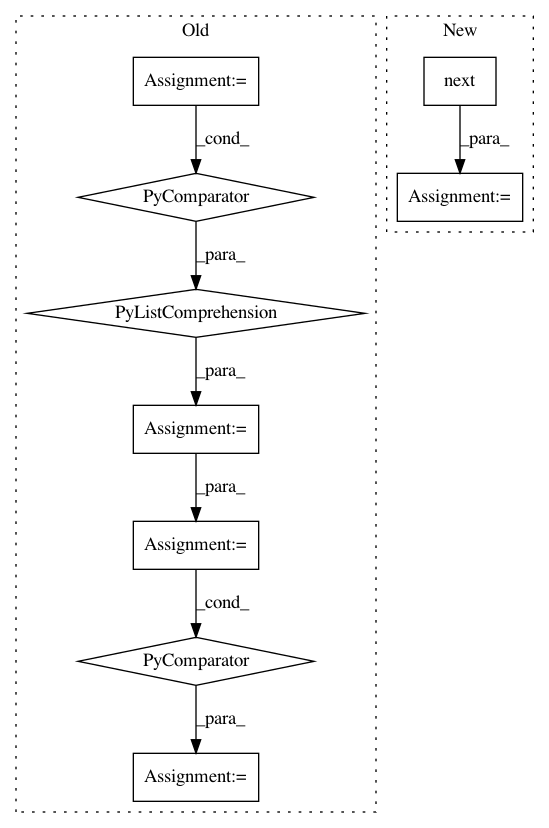 Old
Assignment:=
_cond_
PyComparator
_para_
PyListComprehension
_para_
Assignment:=
_para_
Assignment:=
_cond_
PyComparator
_para_
Assignment:=
New
next
_para_
Assignment:=